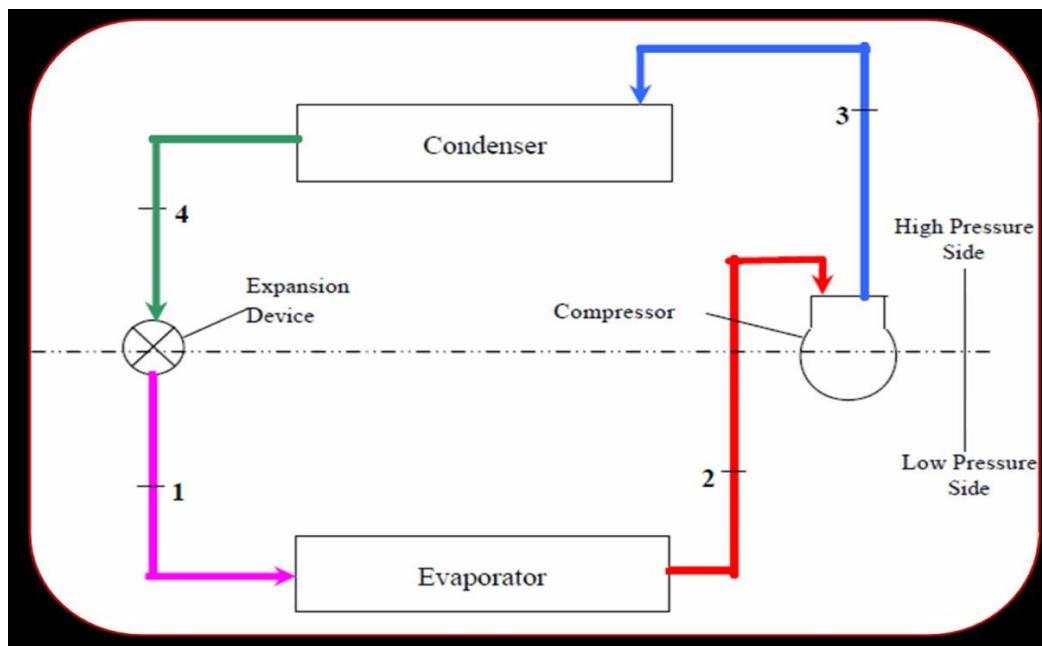 3
Condenser
4
High Pressure
Side
Expansion
Device
Compressor
Low Pressure
Side
1
2
Evaporator